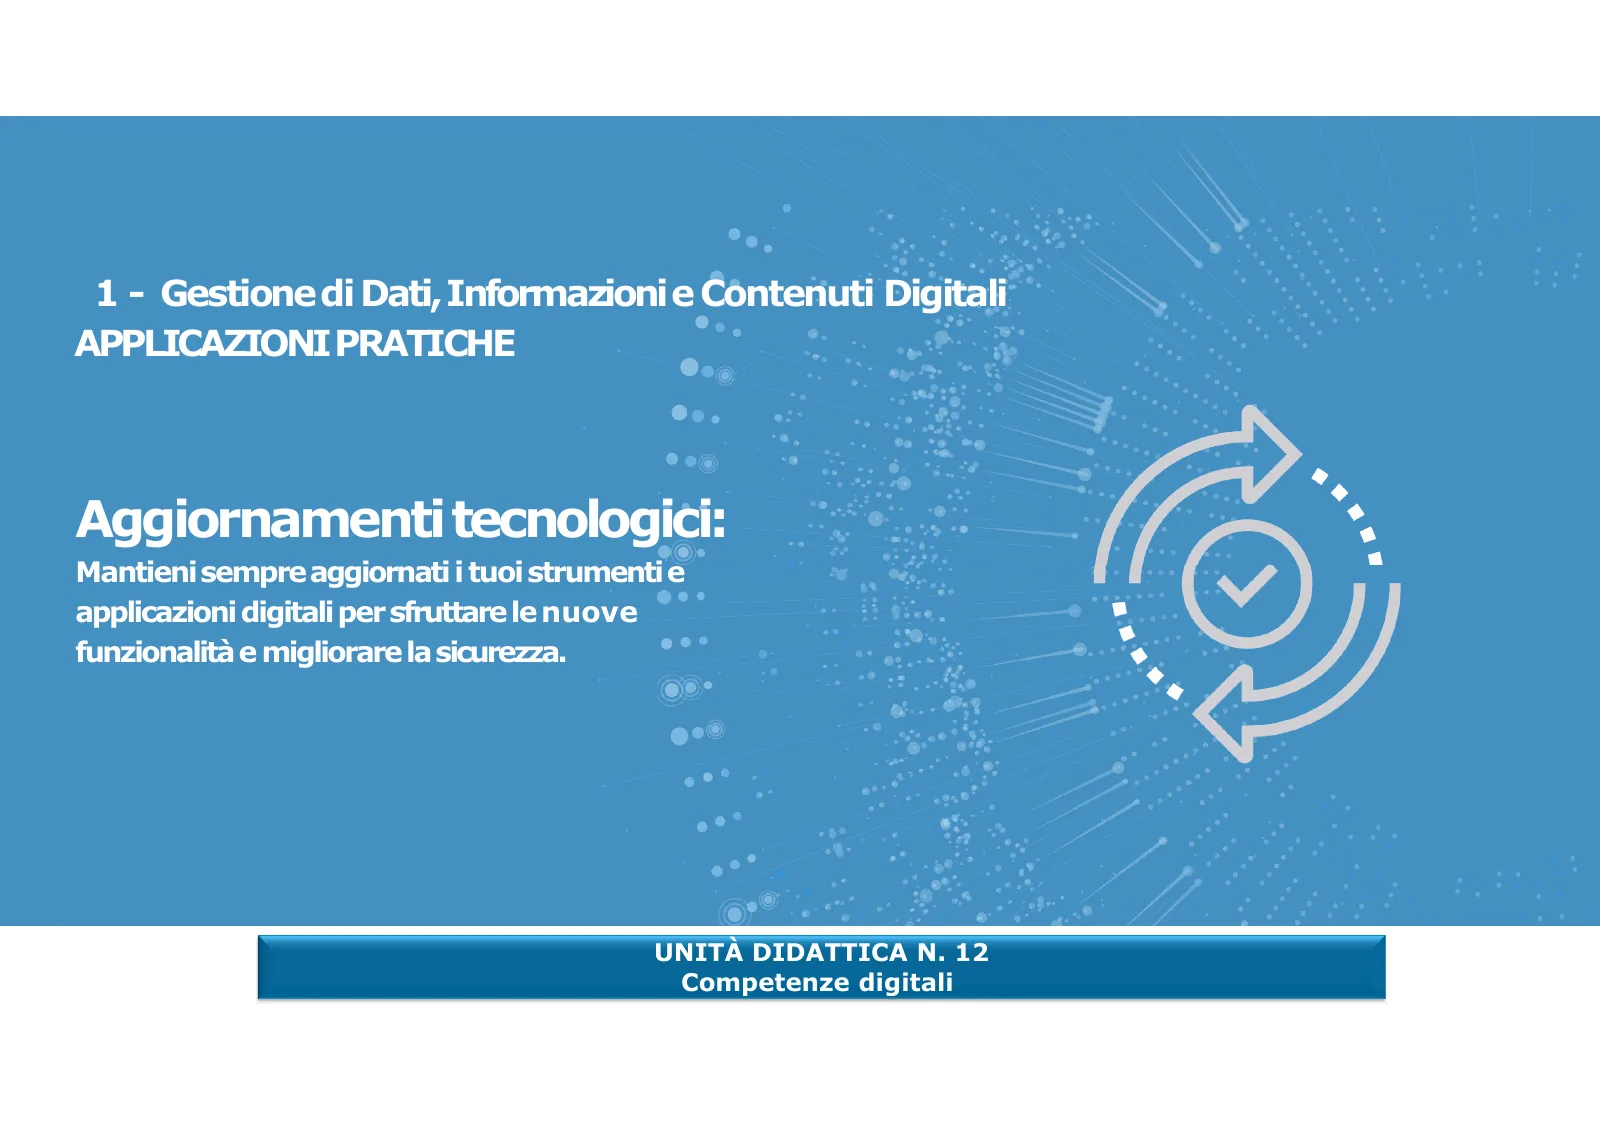 1 - Gestione di Dati, Informazioni e Contenuti Digitali
APPLICAZIONI PRATICHE
Aggiornamenti tecnologici:
Mantieni sempre aggiornati i tuoi strumenti e
applicazioni digitali per sfruttare le nuove
funzionalità e migliorare la sicurezza.
UNITÀ DIDATTICA N. 12
Competenze digitali